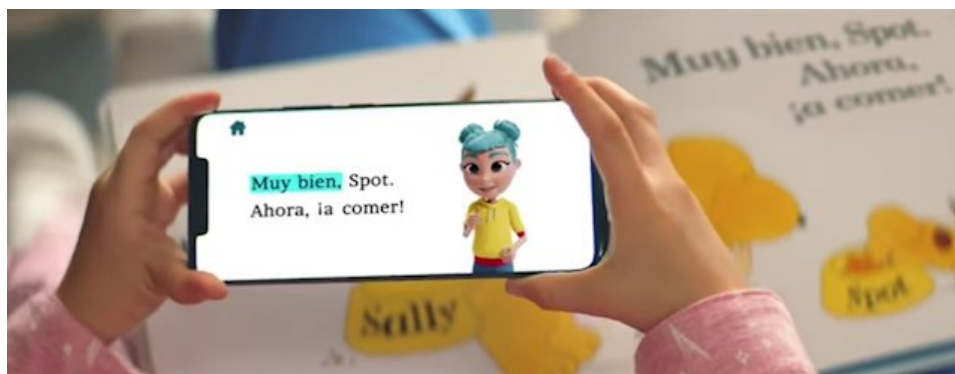 Muy bien, Spot.
Ahora, ¡a comer!
Muy bien, Spot.
Ahora,
¡a comer!
Sally
Spot